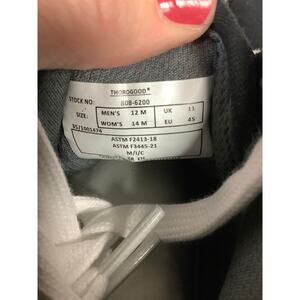 THOROGOOD®
STOCK NO: 808-6200
SIZE: MEN'S 12 M UK 11
WOM'S 14 M EU 45
ASTM F2413-18
ASTM F3445-21
M/I/C